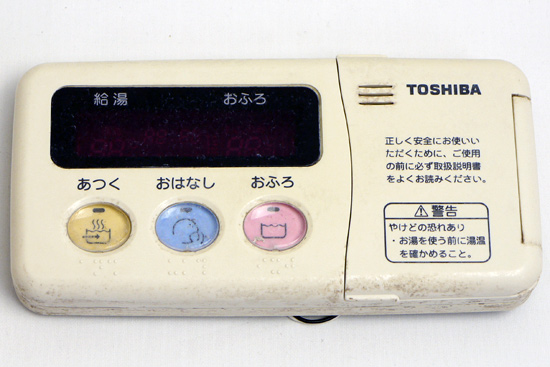 給湯 おふろ
TOSHIBA
あつく おはなし おふろ
正しく安全にお使いい
ただくために、ご使用
の前に必ず取扱説明書
をよくお読みください。
⚠警告
やけどの恐れあり
・お湯を使う前に湯温
を確かめること。